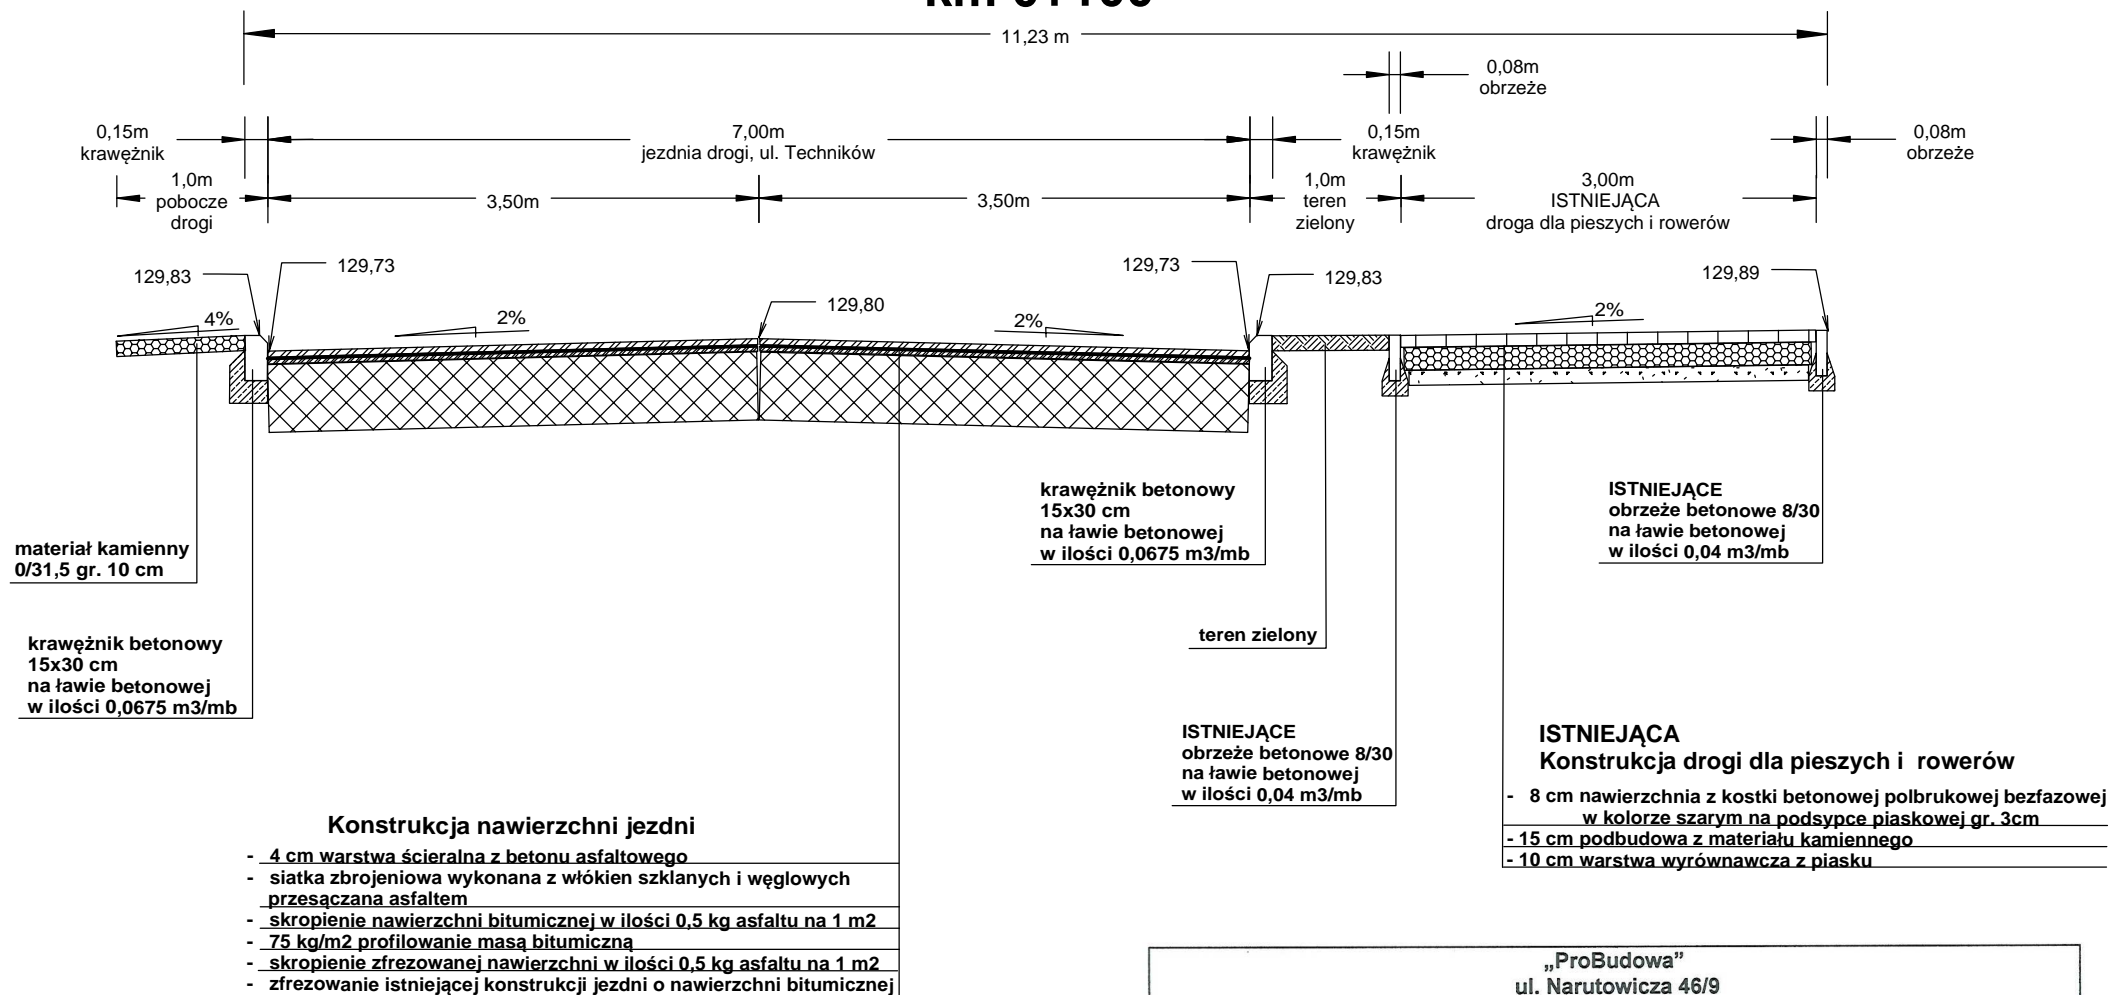 11,23 m
0,08m
obrzeże
0,15m
krawężnik
7,00m
jezdnia drogi, ul. Techników
0,15m
krawężnik
0,08m
obrzeże
1,0m
pobocze
drogi
3,50m
3,50m
1,0m
teren
zielony
3,00m
ISTNIEJĄCA
droga dla pieszych i rowerów
129,83
129,73
129,80
129,73
129,83
129,89
4%
2%
2%
2%
materiał kamienny
0/31,5 gr. 10 cm
krawężnik betonowy
15x30 cm
na ławie betonowej
w ilości 0,0675 m3/mb
krawężnik betonowy
15x30 cm
na ławie betonowej
w ilości 0,0675 m3/mb
teren zielony
ISTNIEJĄCE
obrzeże betonowe 8/30
na ławie betonowej
w ilości 0,04 m3/mb
ISTNIEJĄCE
obrzeże betonowe 8/30
na ławie betonowej
w ilości 0,04 m3/mb
ISTNIEJĄCA
Konstrukcja drogi dla pieszych i rowerów
- 8 cm nawierzchnia z kostki betonowej polbrukowej bezfazowej
w kolorze szarym na podsypce piaskowej gr. 3cm
- 15 cm podbudowa z materiału kamiennego
- 10 cm warstwa wyrównawcza z piasku
Konstrukcja nawierzchni jezdni
- 4 cm warstwa ścieralna z betonu asfaltowego
- siatka zbrojeniowa wykonana z włókien szklanych i węglowych
przesączana asfaltem
- skropienie nawierzchni bitumicznej w ilości 0,5 kg asfaltu na 1 m2
- 75 kg/m2 profilowanie masą bitumiczną
- skropienie zfrezowanej nawierzchni w ilości 0,5 kg asfaltu na 1 m2
- zfrezowanie istniejącej konstrukcji jezdni o nawierzchni bitumicznej
„ProBudowa”
ul. Narutowicza 46/9